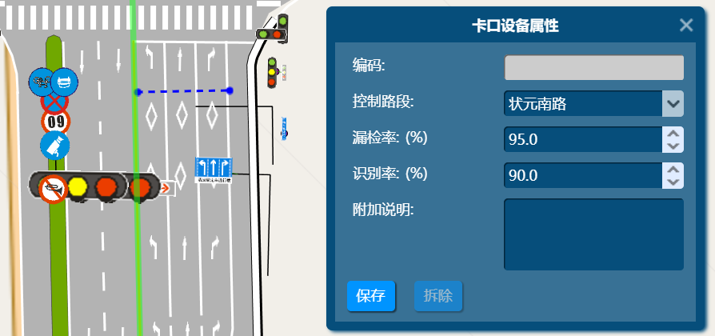 卡口设备属性
编码:
控制路段:
状元南路
漏检率: (%)
95.0
识别率: (%)
90.0
附加说明:
保存
拆除
60